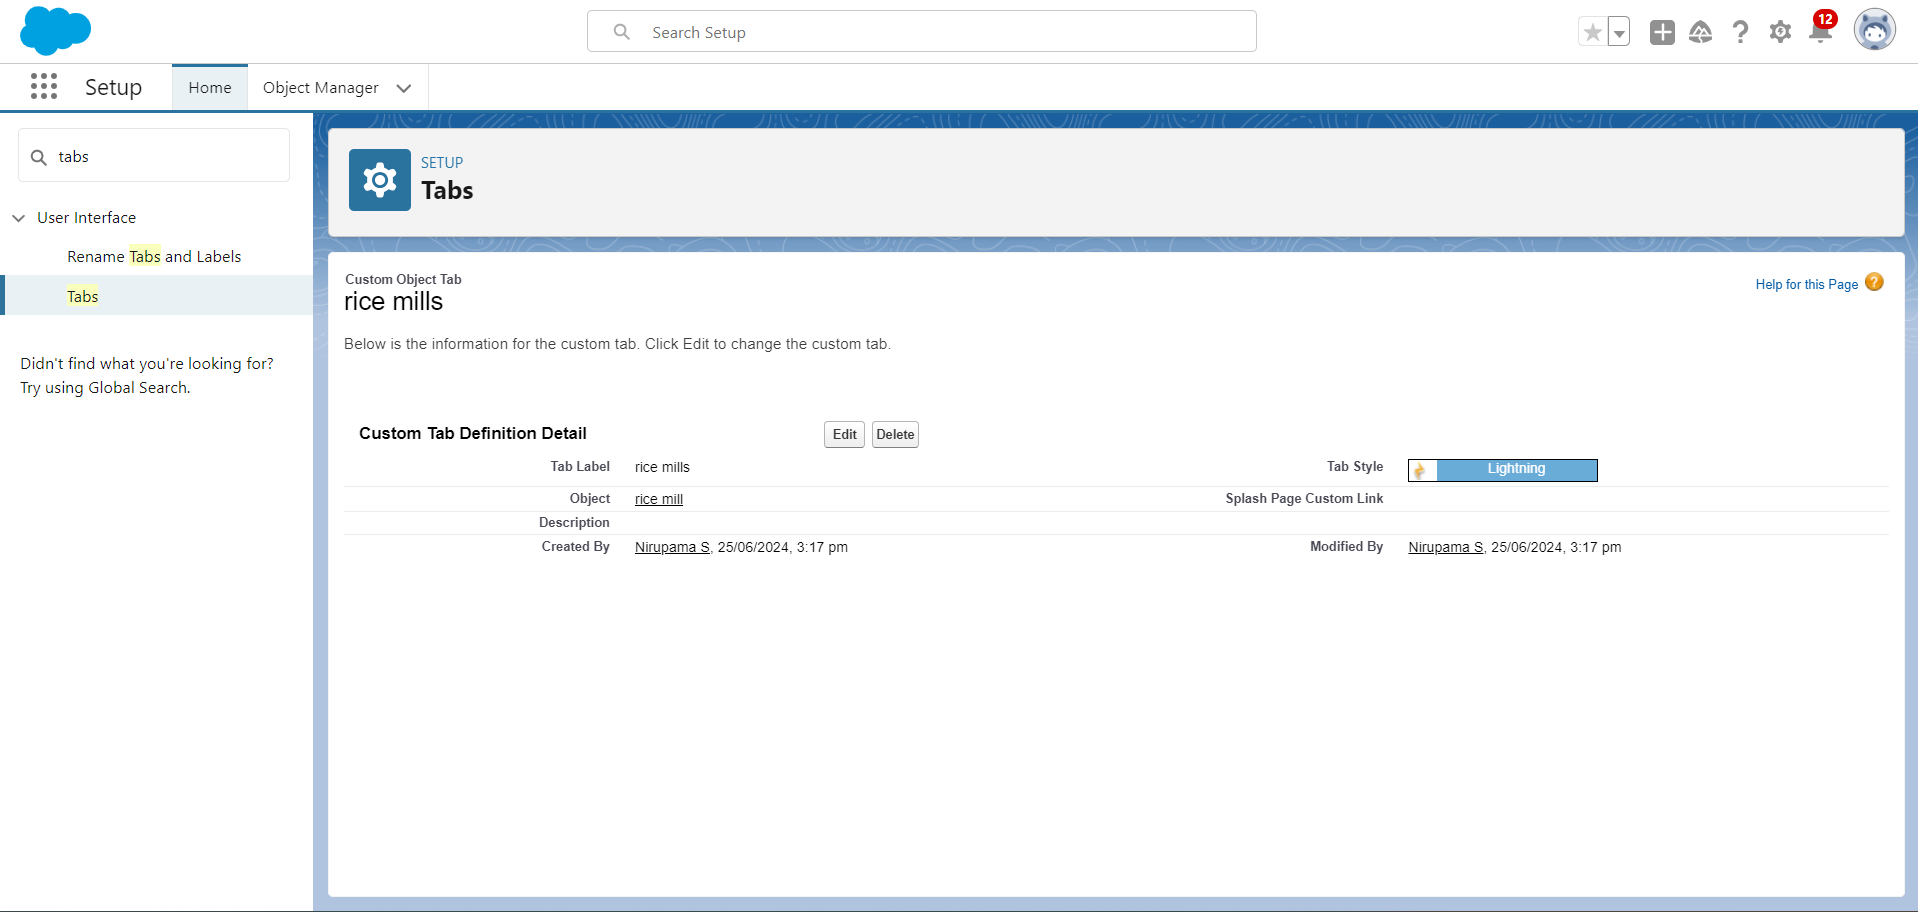 Search Setup
12
Setup
Home
Object Manager
tabs
User Interface
Rename Tabs and Labels
Tabs
Didn't find what you're looking for?
Try using Global Search.
SETUP
Tabs
Custom Object Tab
rice mills
Help for this Page
Below is the information for the custom tab. Click Edit to change the custom tab.
Custom Tab Definition Detail
Edit
Delete
Tab Label rice mills
Tab Style Lightning
Object rice mill
Splash Page Custom Link
Description
Created By Nirupama S, 25/06/2024, 3:17 pm
Modified By Nirupama S, 25/06/2024, 3:17 pm